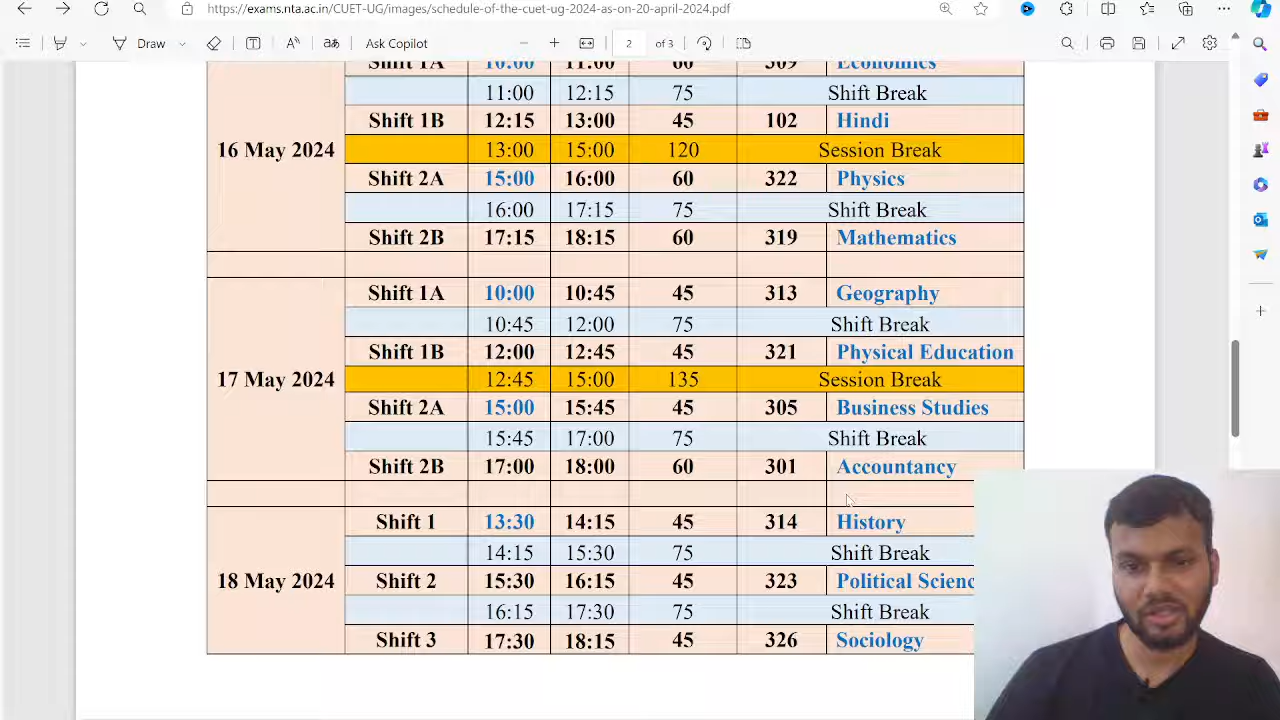 https://exams.nta.ac.in/CUET-UG/images/schedule-of-the-cuet-ug-2024-as-on-20-april-2024.pdf
Draw Ask Copilot 2 of 3
Shift 1A 10:00 11:00 60 309 Economics
11:00 12:15 75 Shift Break
Shift 1B 12:15 13:00 45 102 Hindi
16 May 2024 13:00 15:00 120 Session Break
Shift 2A 15:00 16:00 60 322 Physics
16:00 17:15 75 Shift Break
Shift 2B 17:15 18:15 60 319 Mathematics
Shift 1A 10:00 10:45 45 313 Geography
10:45 12:00 75 Shift Break
Shift 1B 12:00 12:45 45 321 Physical Education
17 May 2024 12:45 15:00 135 Session Break
Shift 2A 15:00 15:45 45 305 Business Studies
15:45 17:00 75 Shift Break
Shift 2B 17:00 18:00 60 301 Accountancy
Shift 1 13:30 14:15 45 314 History
14:15 15:30 75 Shift Break
18 May 2024 Shift 2 15:30 16:15 45 323 Political Scienc
16:15 17:30 75 Shift Break
Shift 3 17:30 18:15 45 326 Sociology